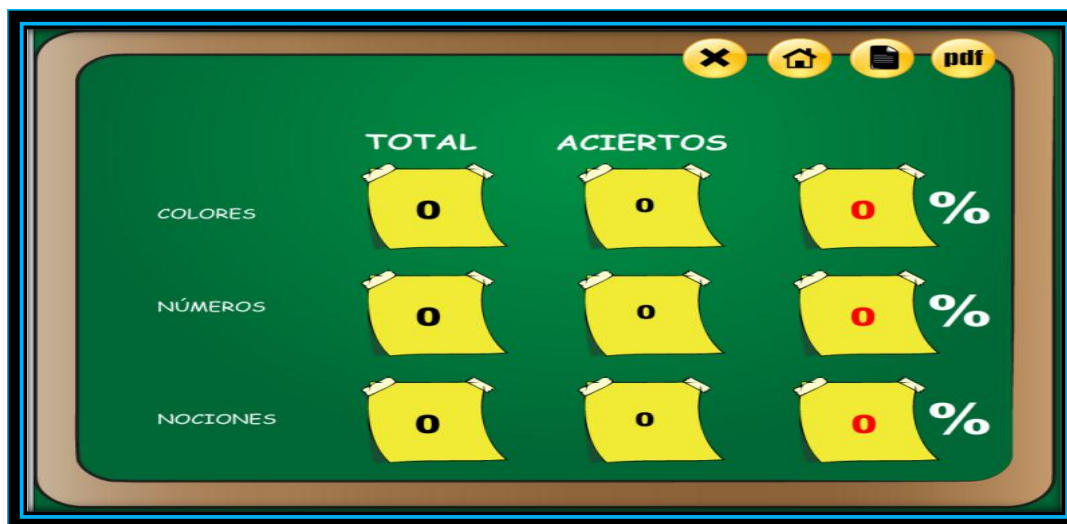 pdf
TOTAL ACIERTOS
COLORES 0 0 0 %
NÚMEROS 0 0 0 %
NOCIONES 0 0 0 %